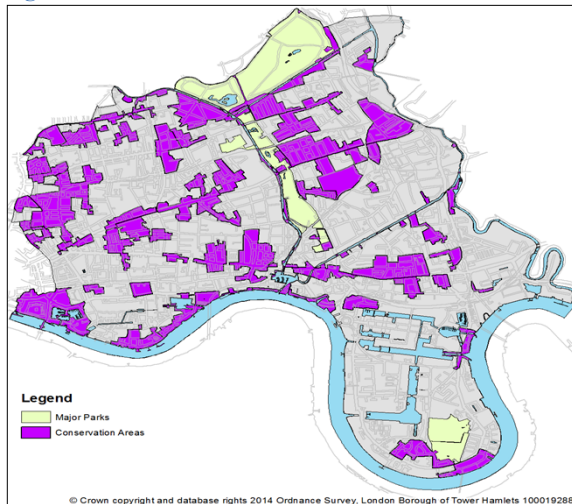 Legend
Major Parks
Conservation Areas
© Crown copyright and database rights 2014 Ordnance Survey, London Borough of Tower Hamlets 100019288